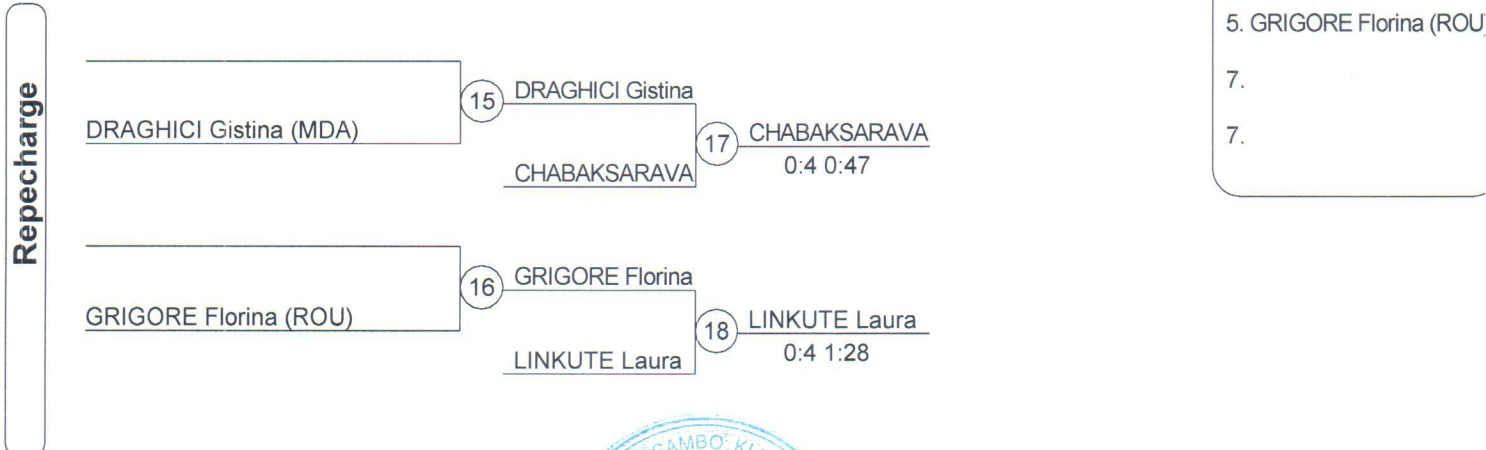 Repecharge
DRAGHICI Gistina (MDA)
15
DRAGHICI Gistina
CHABAKSARAVA
17
CHABAKSARAVA
0:4 0:47
GRIGORE Florina (ROU)
16
GRIGORE Florina
LINKUTE Laura
18
LINKUTE Laura
0:4 1:28
5. GRIGORE Florina (ROU)
7.
7.
SAMBO